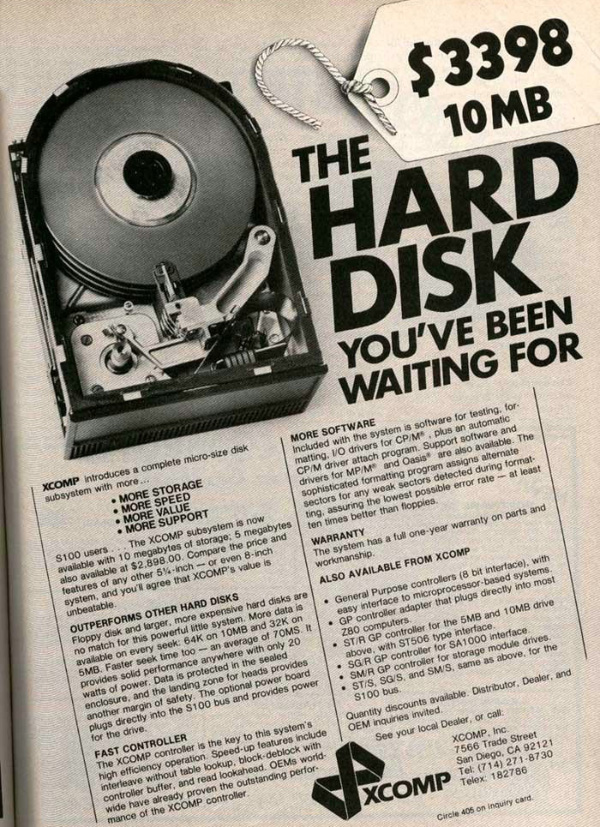 $3398
10MB
THE
HARD
DISK
YOU'VE BEEN
WAITING FOR
XCOMP introduces a complete micro-size disk
subsystem with more...
• MORE STORAGE
• MORE SPEED
• MORE VALUE
• MORE SUPPORT
S100 users . . . The XCOMP subsystem is now
available with 10 megabytes of storage; 5 megabytes
also available at $2,898.00. Compare the price and
features of any other 5¼-inch — or even 8-inch
system, and you'll agree that XCOMP's value is
unbeatable.
OUTPERFORMS OTHER HARD DISKS
Floppy disk and larger, more expensive hard disks are
no match for this powerful little system. More data is
available on every seek: 64K on 10MB and 32K on
5MB. Faster seek time too — an average of 70MS. It
provides solid performance anywhere with only 20
watts of power. Data is protected in the sealed
enclosure, and the landing zone for heads provides
another margin of safety. The optional power board
plugs directly into the S100 bus and provides power
for the drive.
FAST CONTROLLER
The XCOMP controller is the key to this system's
high efficiency operation. Speed-up features include
interleave without table lookup, block-deblock with
controller buffer, and read lookahead. OEMs world-
wide have already proven the outstanding perfor-
mance of the XCOMP controller.
MORE SOFTWARE
Included with the system is software for testing, for-
matting, I/O drivers for CP/M®, plus an automatic
CP/M driver attach program. Support software and
drivers for MP/M® and Oasis® are also available. The
sophisticated formatting program assigns alternate
sectors for any weak sectors detected during format-
ting, assuring the lowest possible error rate — at least
ten times better than floppies.
WARRANTY
The system has a full one-year warranty on parts and
workmanship.
ALSO AVAILABLE FROM XCOMP
• General Purpose controllers (8 bit interface), with
easy interface to microprocessor-based systems.
• GP controller adapter that plugs directly into most
Z80 computers.
• ST/R GP controller for the 5MB and 10MB drive
above, with ST506 type interface.
• SG/R GP controller for SA1000 interface.
• SM/R GP controller for storage module drives.
• ST/S, SG/S, and SM/S, same as above, for the
S100 bus.
Quantity discounts available. Distributor, Dealer, and
OEM inquiries invited.
See your local Dealer, or call:
XCOMP
XCOMP, Inc.
7566 Trade Street
San Diego, CA 92121
Tel: (714) 271-8730
Telex: 182786
Circle 405 on inquiry card.